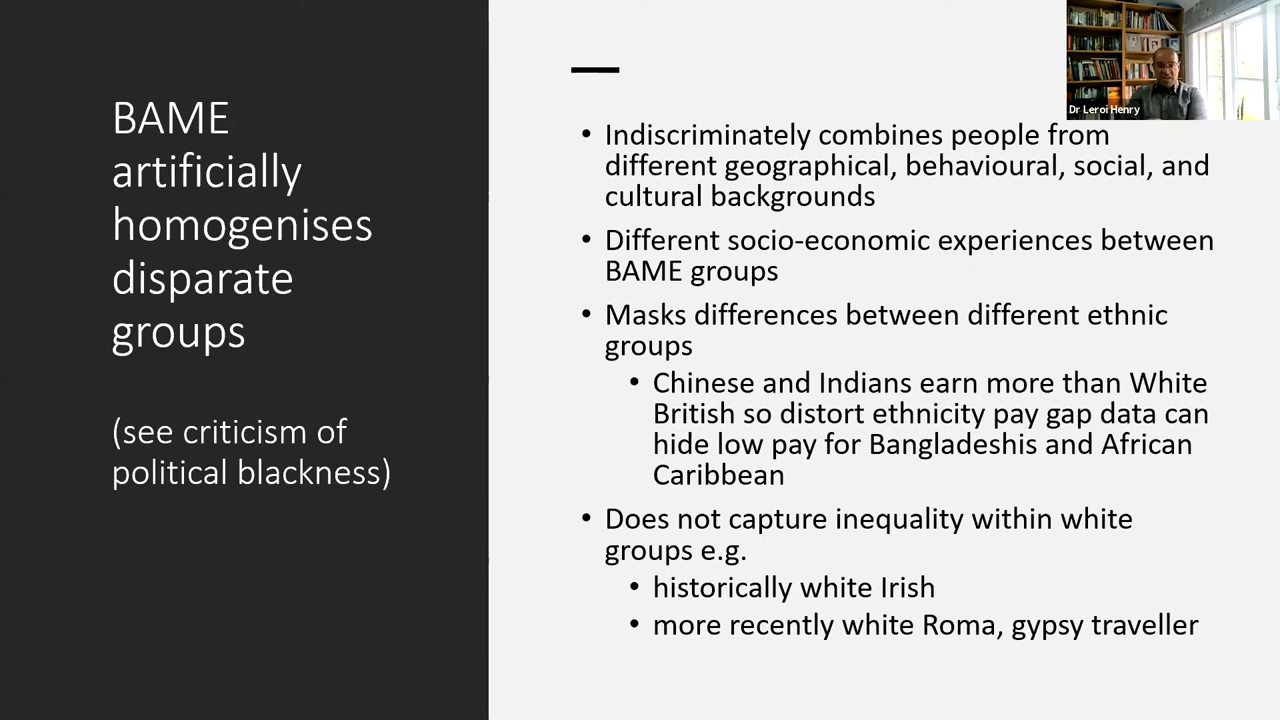 BAME
artificially
homogenises
disparate
groups
(see criticism of
political blackness)
Dr Leroi Henry
• Indiscriminately combines people from
different geographical, behavioural, social, and
cultural backgrounds
• Different socio-economic experiences between
BAME groups
• Masks differences between different ethnic
groups
• Chinese and Indians earn more than White
British so distort ethnicity pay gap data can
hide low pay for Bangladeshis and African
Caribbean
• Does not capture inequality within white
groups e.g.
• historically white Irish
• more recently white Roma, gypsy traveller